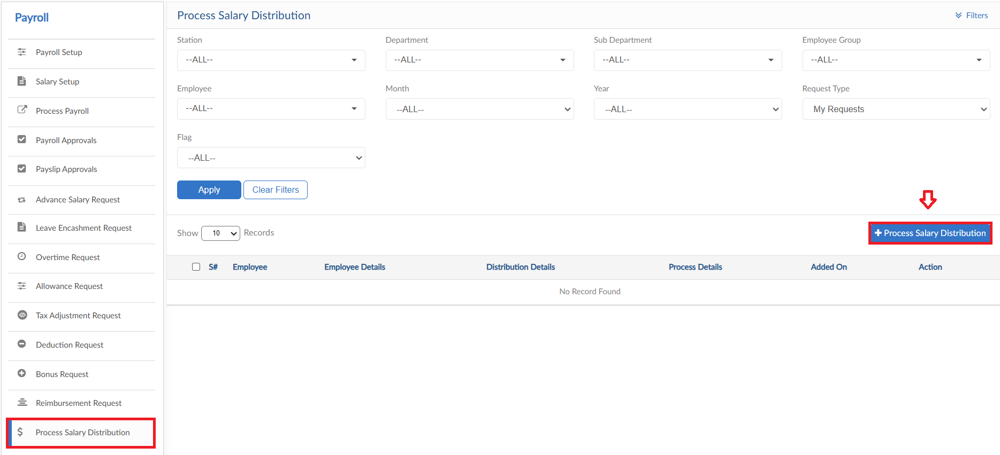 Payroll
Payroll Setup
Salary Setup
Process Payroll
Payroll Approvals
Payslip Approvals
Advance Salary Request
Leave Encashment Request
Overtime Request
Allowance Request
Tax Adjustment Request
Deduction Request
Bonus Request
Reimbursement Request
$ Process Salary Distribution
Process Salary Distribution
Filters
Station Department Sub Department Employee Group
--ALL-- --ALL-- --ALL-- --ALL--
Employee Month Year Request Type
--ALL-- --ALL-- --ALL-- My Requests
Flag
--ALL--
Apply Clear Filters
Show 10 Records
+ Process Salary Distribution
S# Employee Employee Details Distribution Details Process Details Added On Action
No Record Found